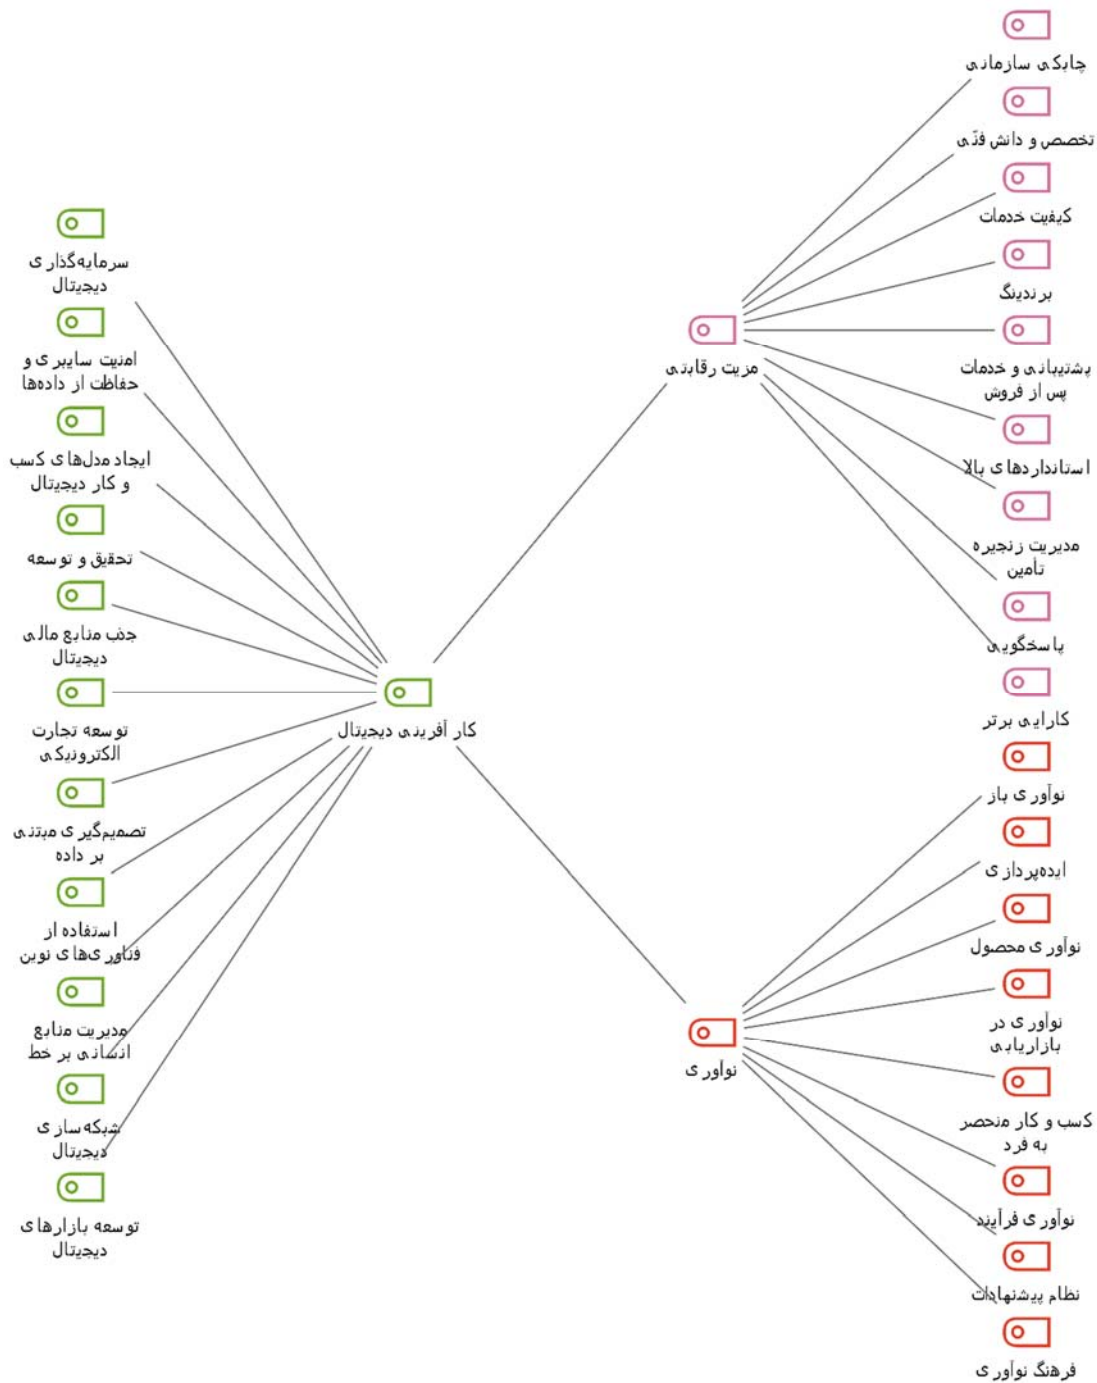 چابکی سازمانی
تخصص و دانش فنّی
کیفیت خدمات
برندینگ
پشتیبانی و خدمات
پس از فروش
استانداردهای بالا
مدیریت زنجیره
تأمین
پاسخگویی
کارایی برتر
مزیت رقابتی
نوآوری باز
ایده‌پردازی
نوآوری محصول
نوآوری در
بازاریابی
کسب و کار منحصر
به فرد
نوآوری فرآیند
نظام پیشنهادات
فرهنگ نوآوری
نوآوری
کارآفرینی دیجیتال
سرمایه‌گذاری
دیجیتال
امنیت سایبری و
حفاظت از داده‌ها
ایجاد مدل‌های کسب
و کار دیجیتال
تحقیق و توسعه
جذب منابع مالی
دیجیتال
توسعه تجارت
الکترونیکی
تصمیم‌گیری مبتنی
بر داده
استفاده از
فناوری‌های نوین
مدیریت منابع
انسانی بر خط
شبکه‌سازی
دیجیتال
توسعه بازارهای
دیجیتال